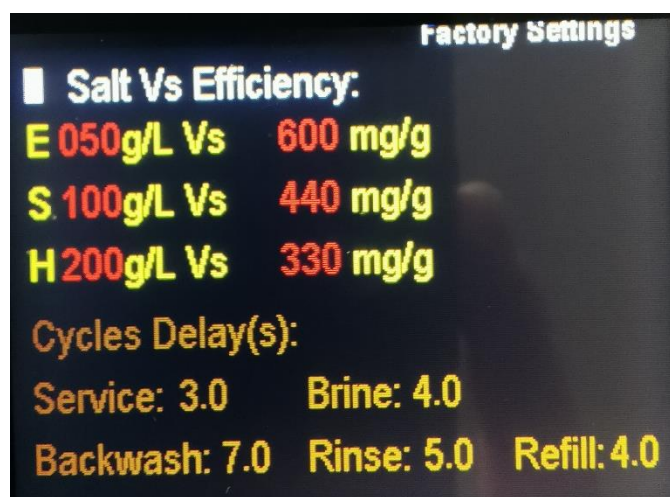 Factory Settings
Salt Vs Efficiency:
E 050g/L Vs 600 mg/g
S 100g/L Vs 440 mg/g
H 200g/L Vs 330 mg/g
Cycles Delay(s):
Service: 3.0 Brine: 4.0
Backwash: 7.0 Rinse: 5.0 Refill: 4.0